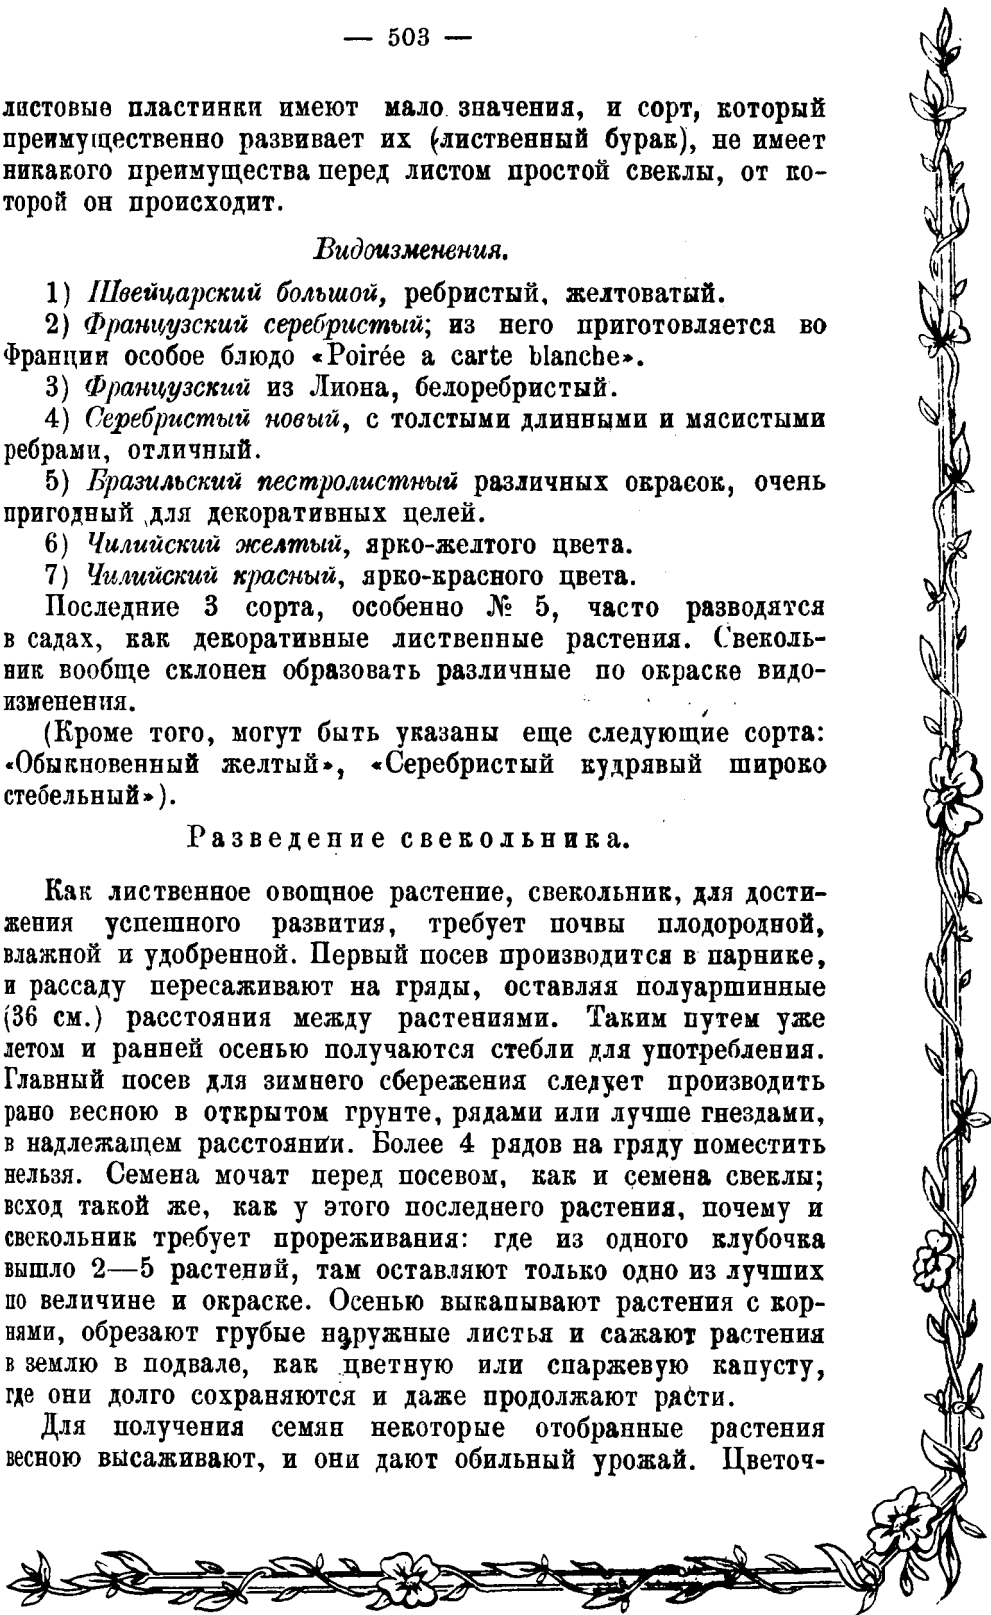 — 503 —
листовые пластинки имеют мало значения, и сорт, который
преимущественно развивает их (лиственный бурак), не имеет
никакого преимущества перед листом простой свеклы, от ко-
торой он происходит.
Видоизменения.
1) Швейцарский большой, ребристый, желтоватый.
2) Французский серебристый; из него приготовляется во
Франции особое блюдо «Poirée a carte blanche».
3) Французский из Лиона, белоребристый.
4) Серебристый новый, с толстыми длинными и мясистыми
ребрами, отличный.
5) Бразильский пестролистный различных окрасок, очень
пригодный для декоративных целей.
6) Чилийский желтый, ярко-желтого цвета.
7) Чилийский красный, ярко-красного цвета.
Последние 3 сорта, особенно № 5, часто разводятся
в садах, как декоративные лиственные растения. Свеколь-
ник вообще склонен образовать различные по окраске видо-
изменения.
(Кроме того, могут быть указаны еще следующие сорта:
«Обыкновенный желтый», «Серебристый кудрявый широко
стебельный»).
Разведение свекольника.
Как лиственное овощное растение, свекольник, для дости-
жения успешного развития, требует почвы плодородной,
влажной и удобренной. Первый посев производится в парнике,
и рассаду пересаживают на гряды, оставляя полуаршинные
(36 см.) расстояния между растениями. Таким путем уже
летом и ранней осенью получаются стебли для употребления.
Главный посев для зимнего сбережения следует производить
рано весною в открытом грунте, рядами или лучше гнездами,
в надлежащем расстоянии. Более 4 рядов на гряду поместить
нельзя. Семена мочат перед посевом, как и семена свеклы;
всход такой же, как у этого последнего растения, почему и
свекольник требует прореживания: где из одного клубочка
вышло 2—5 растений, там оставляют только одно из лучших
по величине и окраске. Осенью выкапывают растения с кор-
нями, обрезают грубые наружные листья и сажают растения
в землю в подвале, как цветную или спаржевую капусту,
где они долго сохраняются и даже продолжают расти.
Для получения семян некоторые отобранные растения
весною высаживают, и они дают обильный урожай. Цветоч-